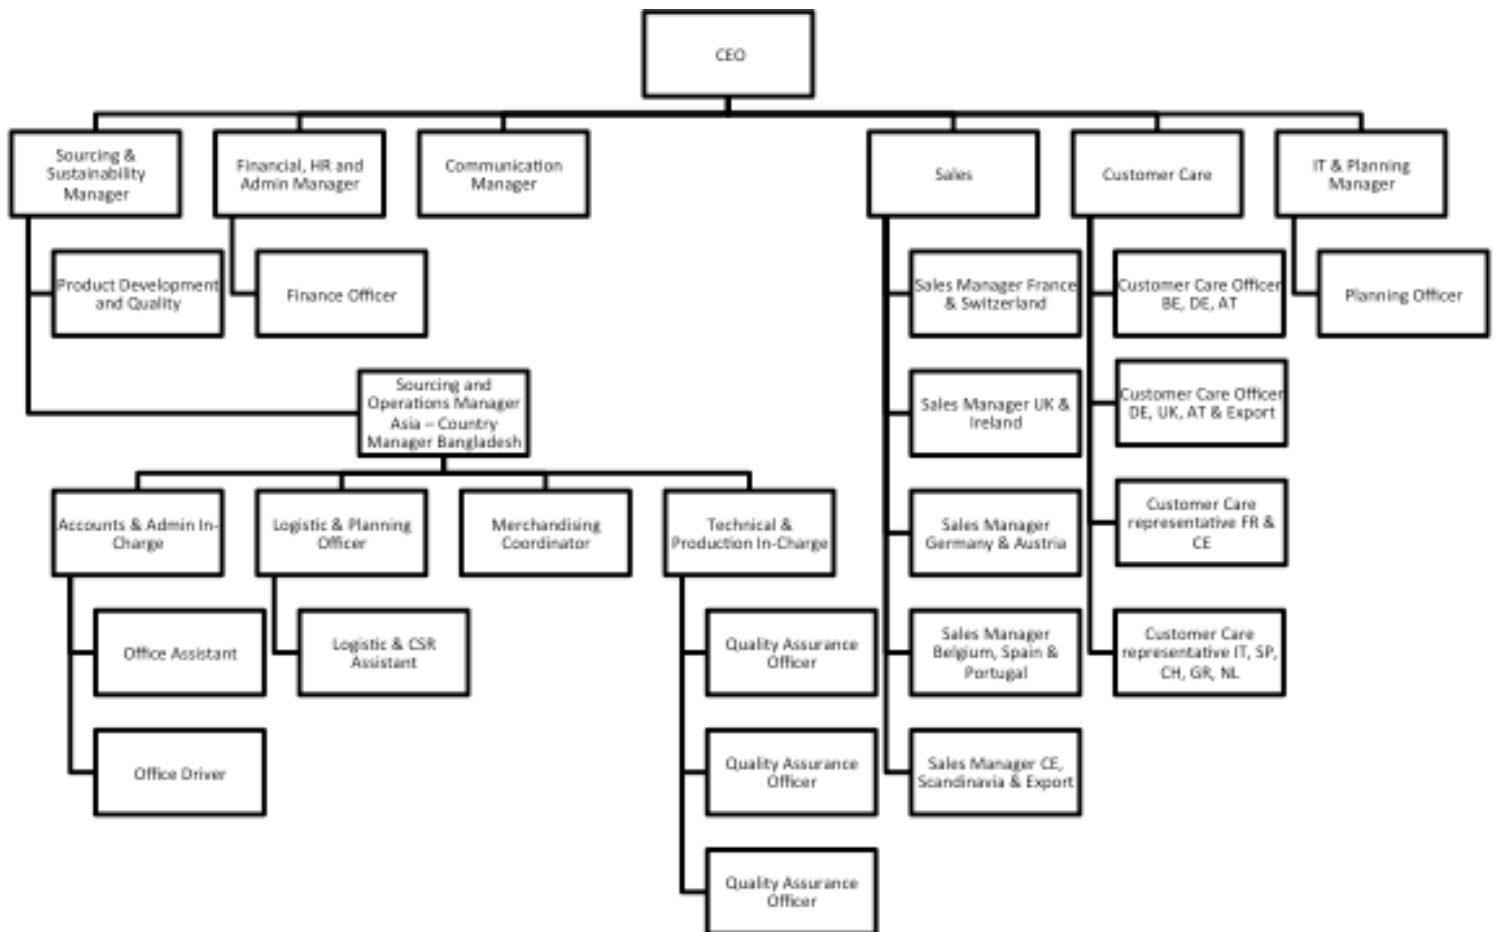 CEO
Sourcing &
Sustainability
Manager
Financial, HR and
Admin Manager
Communication
Manager
Sales
Customer Care
IT & Planning
Manager
Product Development
and Quality
Finance Officer
Sales Manager France
& Switzerland
Customer Care Officer
BE, DE, AT
Planning Officer
Sourcing and
Operations Manager
Asia – Country
Manager Bangladesh
Sales Manager UK &
Ireland
Customer Care Officer
DE, UK, AT & Export
Accounts & Admin In-
Charge
Logistic & Planning
Officer
Merchandising
Coordinator
Technical &
Production In-Charge
Sales Manager
Germany & Austria
Customer Care
representative FR &
CE
Office Assistant
Logistic & CSR
Assistant
Quality Assurance
Officer
Sales Manager
Belgium, Spain &
Portugal
Customer Care
representative IT, SP,
CH, GR, NL
Office Driver
Quality Assurance
Officer
Sales Manager CE,
Scandinavia & Export
Quality Assurance
Officer